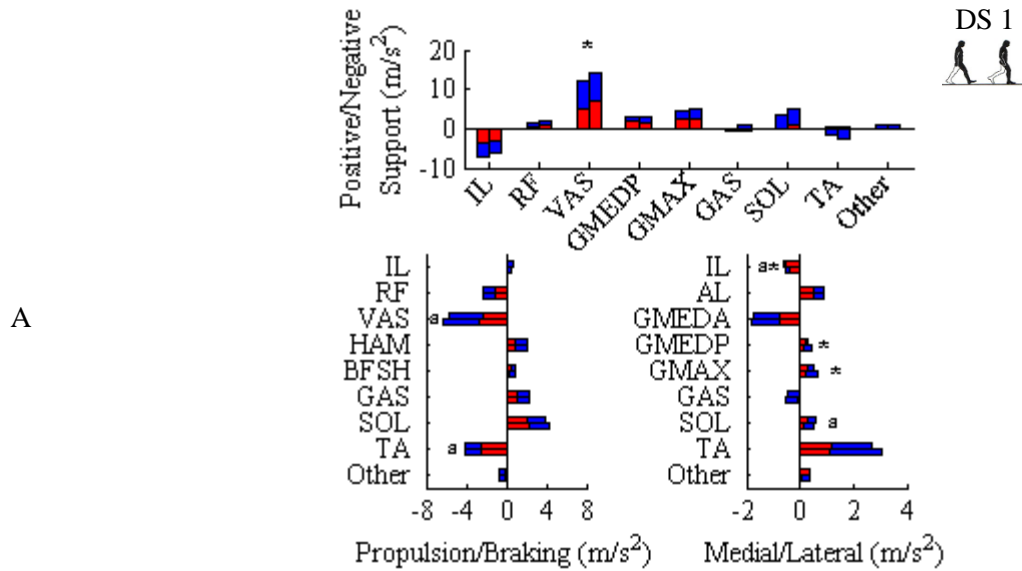 DS 1
Positive/Negative
Support (m/s²)
20
10
0
-10
*
IL
RF
VAS
GMEDP
GMAX
GAS
SOL
TA
Other
A
IL
RF
VAS
HAM
BFSH
GAS
SOL
TA
Other
a
a
-8 -4 0 4 8
Propulsion/Braking (m/s²)
IL
AL
GMEDA
GMEDP
GMAX
GAS
SOL
TA
Other
a*
*
*
a
-2 0 2 4
Medial/Lateral (m/s²)